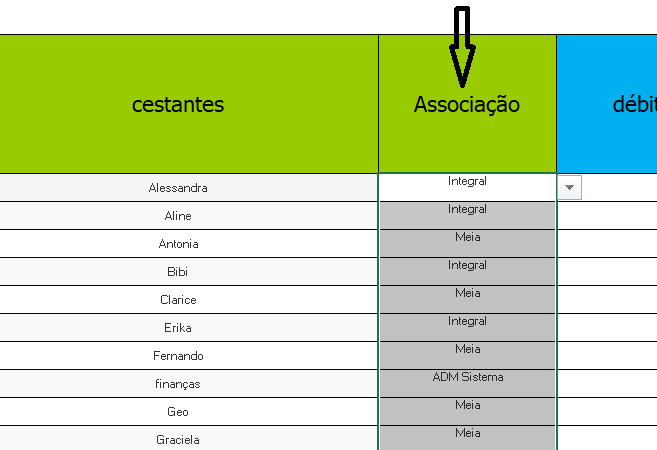 cestantes Associação débit
Alessandra Integral
Aline Integral
Antonia Meia
Bibi Integral
Clarice Meia
Erika Integral
Fernando Meia
finanças ADM Sistema
Geo Meia
Graciela Meia